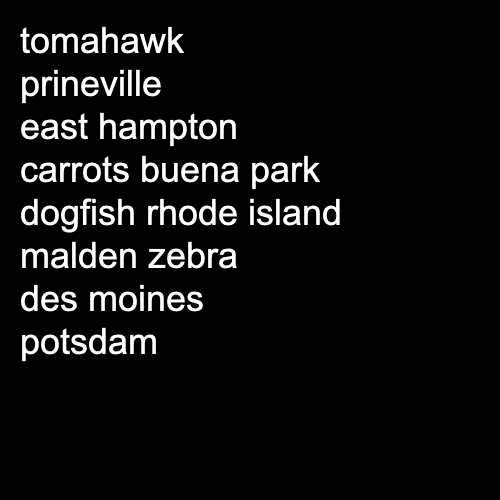 tomahawk
prineville
east hampton
carrots buena park
dogfish rhode island
malden zebra
des moines
potsdam